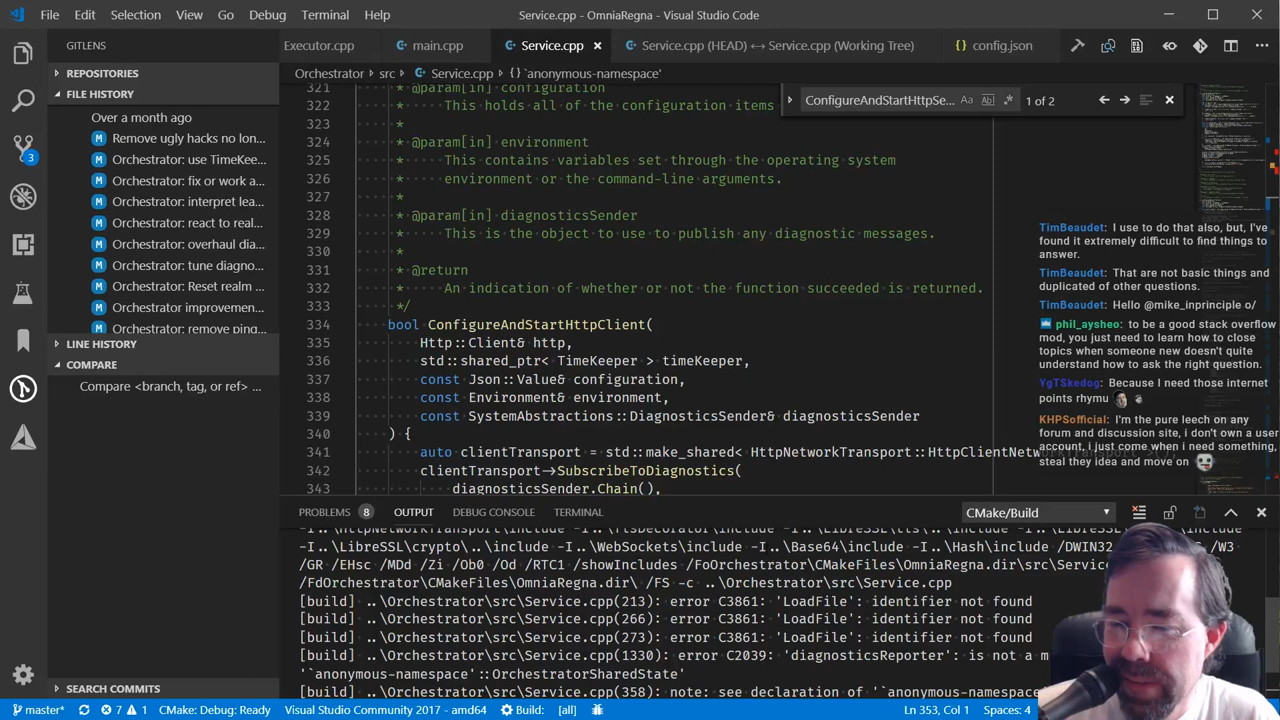 File Edit Selection View Go Debug Terminal Help
Service.cpp - OmniaRegna - Visual Studio Code
GITLENS
Executor.cpp
main.cpp
Service.cpp
Service.cpp (HEAD) ↔ Service.cpp (Working Tree)
config.json
REPOSITORIES
FILE HISTORY
Over a month ago
M Remove ugly hacks no lon...
M Orchestrator: use TimeKee...
M Orchestrator: fix or work a...
M Orchestrator: interpret lea...
M Orchestrator: react to real...
M Orchestrator: overhaul dia...
M Orchestrator: tune diagno...
M Orchestrator: Reset realm ...
M Orchestrator improvemen...
M Orchestrator: remove ping...
LINE HISTORY
COMPARE
Compare <branch, tag, or ref> ...
SEARCH COMMITS
3
Orchestrator > src > Service.cpp > {} `anonymous-namespace'
ConfigureAndStartHttpSe... Aa Abl .* 1 of 2
321 * @param[in] configuration
322 * This holds all of the configuration items
323 *
324 * @param[in] environment
325 * This contains variables set through the operating system
326 * environment or the command-line arguments.
327 *
328 * @param[in] diagnosticsSender
329 * This is the object to use to publish any diagnostic messages.
330 *
331 * @return
332 * An indication of whether or not the function succeeded is returned.
333 */
334 bool ConfigureAndStartHttpClient(
335 Http::Client& http,
336 std::shared_ptr< TimeKeeper > timeKeeper,
337 const Json::Value& configuration,
338 const Environment& environment,
339 const SystemAbstractions::DiagnosticsSender& diagnosticsSender
340 ) {
341 auto clientTransport = std::make_shared< HttpNetworkTransport::HttpClientNetw
342 clientTransport->SubscribeToDiagnostics(
343 diagnosticsSender.Chain(),
TimBeaudet: I use to do that also, but, I've
found it extremely difficult to find things to
answer.
TimBeaudet: That are not basic things and
duplicated of other questions.
TimBeaudet: Hello @mike_inprinciple o/
phil_aysheo: to be a good stack overflow
mod, you just need to learn how to close
topics when someone new doesn't quite
understand how to ask the right question.
YgTSkedog: Because I need those internet
points rhymu
KHPSofficial: I'm the pure leech on any
forum and discussion site, i don't own a user
account, i just come when i need something,
steal they idea and move on
PROBLEMS 8 OUTPUT DEBUG CONSOLE TERMINAL
CMake/Build
-I..\LibreSSL\crypto\..\include -I..\WebSockets\include -I..\Base64\include -I..\Hash\include /DWIN32
/W3
/GR /EHsc /MDd /Zi /Ob0 /Od /RTC1 /showIncludes /FoOrchestrator\CMakeFiles\OmniaRegna.dir\src\Servic
/FdOrchestrator\CMakeFiles\OmniaRegna.dir\ /FS -c ..\Orchestrator\src\Service.cpp
[build] ..\Orchestrator\src\Service.cpp(213): error C3861: 'LoadFile': identifier not found
[build] ..\Orchestrator\src\Service.cpp(266): error C3861: 'LoadFile': identifier not found
[build] ..\Orchestrator\src\Service.cpp(273): error C3861: 'LoadFile': identifier not found
[build] ..\Orchestrator\src\Service.cpp(1330): error C2039: 'diagnosticsReporter': is not a m
'`anonymous-namespace'::OrchestratorSharedState'
[build] ..\Orchestrator\src\Service.cpp(358): note: see declaration of '`anonymous-namespace
master* 7 1 CMake: Debug: Ready Visual Studio Community 2017 - amd64 Build: [all] Ln 353, Col 1 Spaces: 4